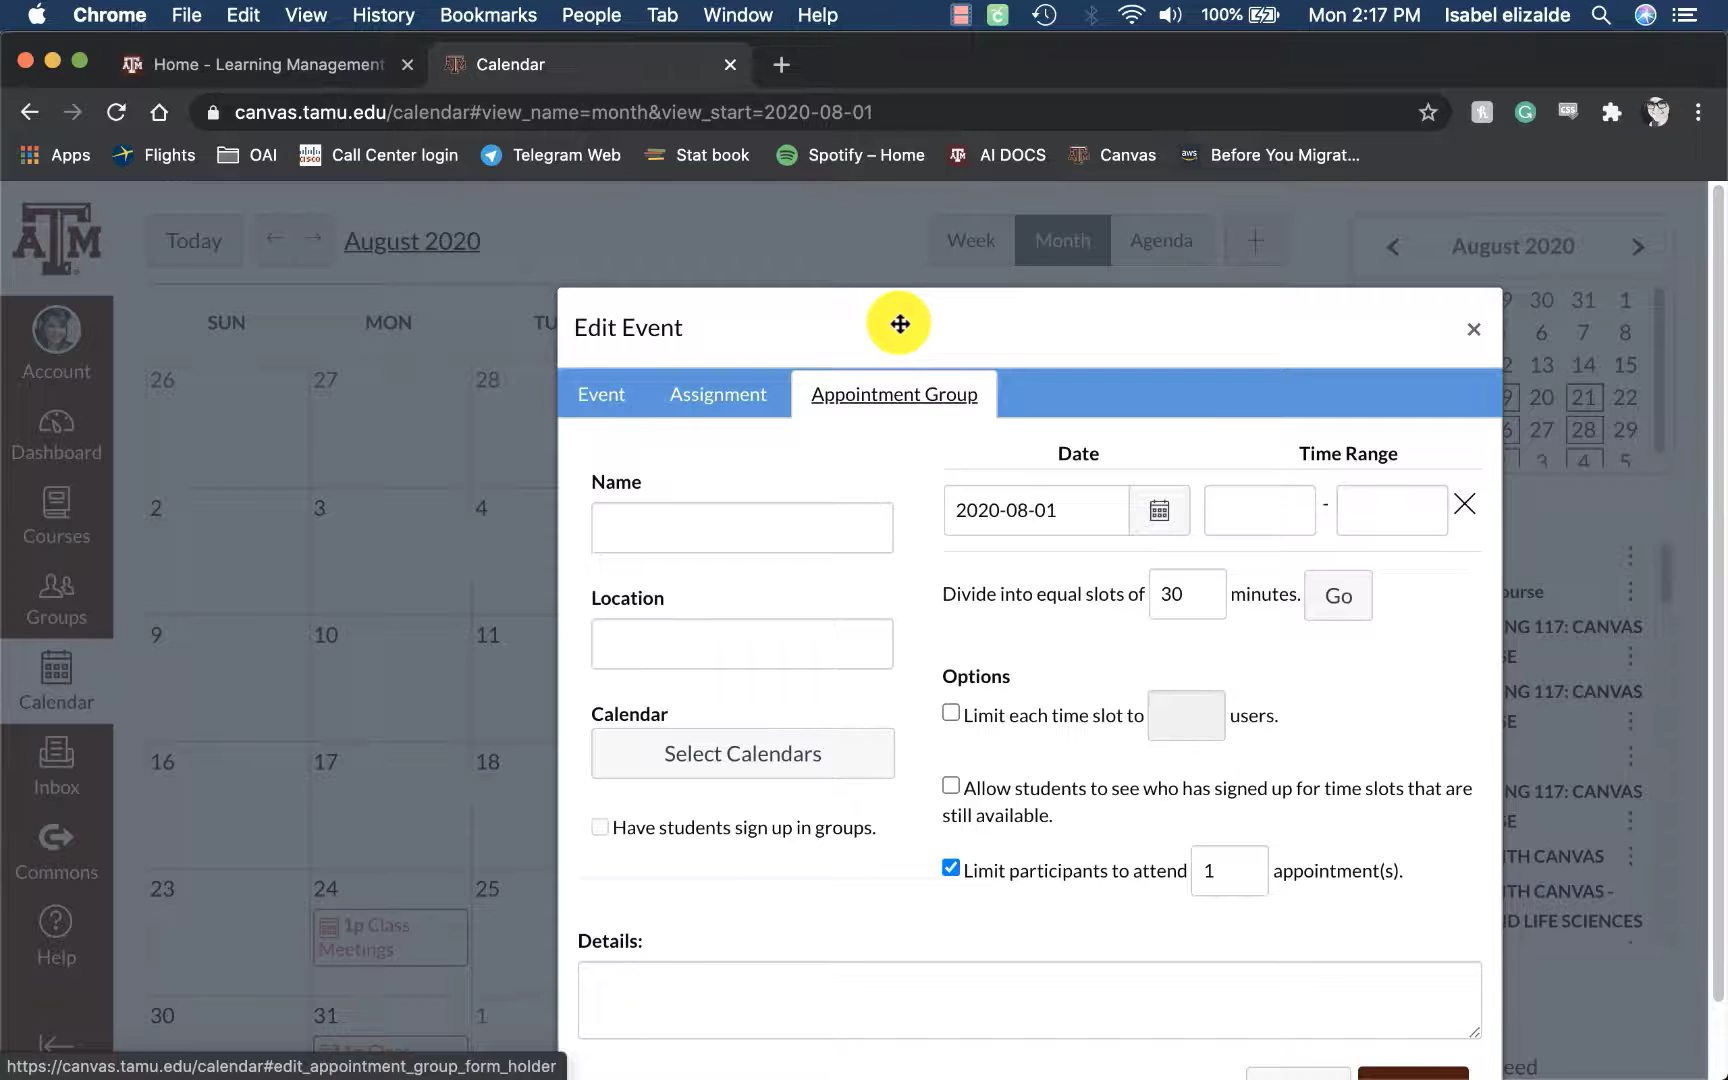 Chrome File Edit View History Bookmarks People Tab Window Help 100% Mon 2:17 PM Isabel elizalde
Home - Learning Management Calendar
canvas.tamu.edu/calendar#view_name=month&view_start=2020-08-01
Apps Flights OAI Call Center login Telegram Web Stat book Spotify – Home AI DOCS Canvas Before You Migrat...
Today August 2020 Week Month Agenda August 2020
SUN MON TU
26 27 28
2 3 4
9 10 11
16 17 18
23 24 25
1p Class
Meetings
30 31 1
Account
Dashboard
Courses
Groups
Calendar
Inbox
Commons
Help
Edit Event
Event Assignment Appointment Group
Name
Location
Calendar
Select Calendars
Have students sign up in groups.
Date Time Range
2020-08-01 -
Divide into equal slots of 30 minutes. Go
Options
Limit each time slot to users.
Allow students to see who has signed up for time slots that are
still available.
Limit participants to attend 1 appointment(s).
Details:
30 31 1
6 7 8
13 14 15
20 21 22
27 28 29
3 4 5
NG 117: CANVAS
NG 117: CANVAS
NG 117: CANVAS
TH CANVAS
TH CANVAS -
D LIFE SCIENCES
https://canvas.tamu.edu/calendar#edit_appointment_group_form_holder